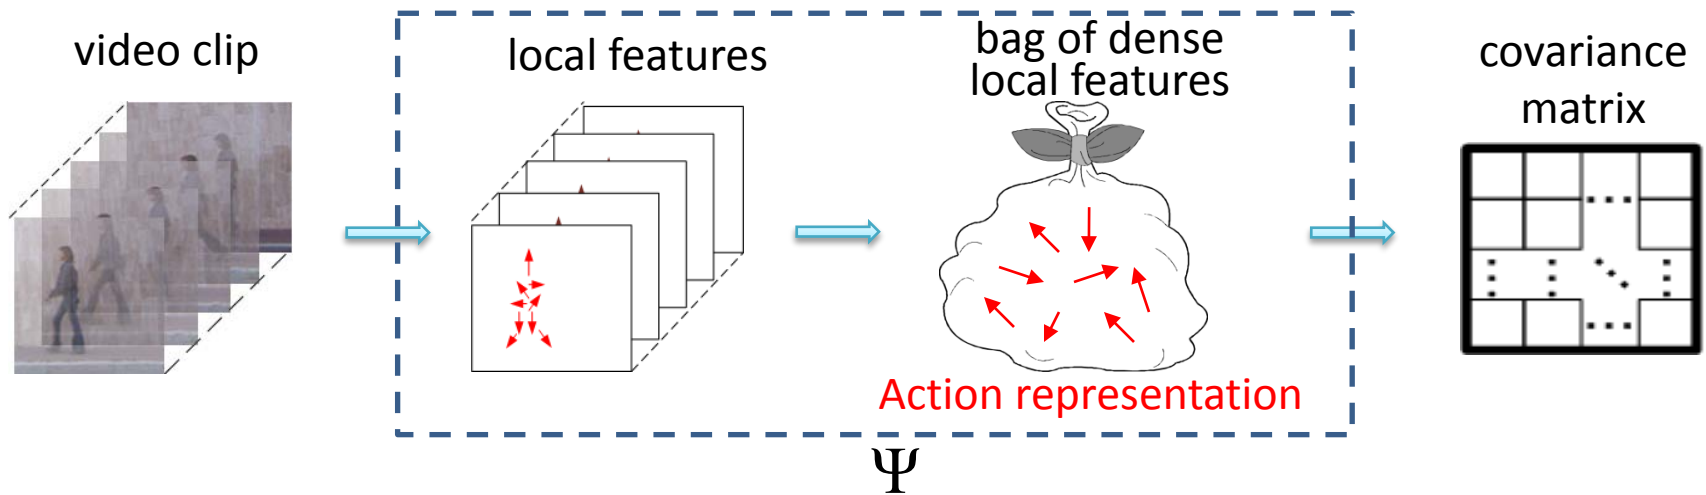 video clip
local features
bag of dense
local features
covariance
matrix
Action representation
Ψ